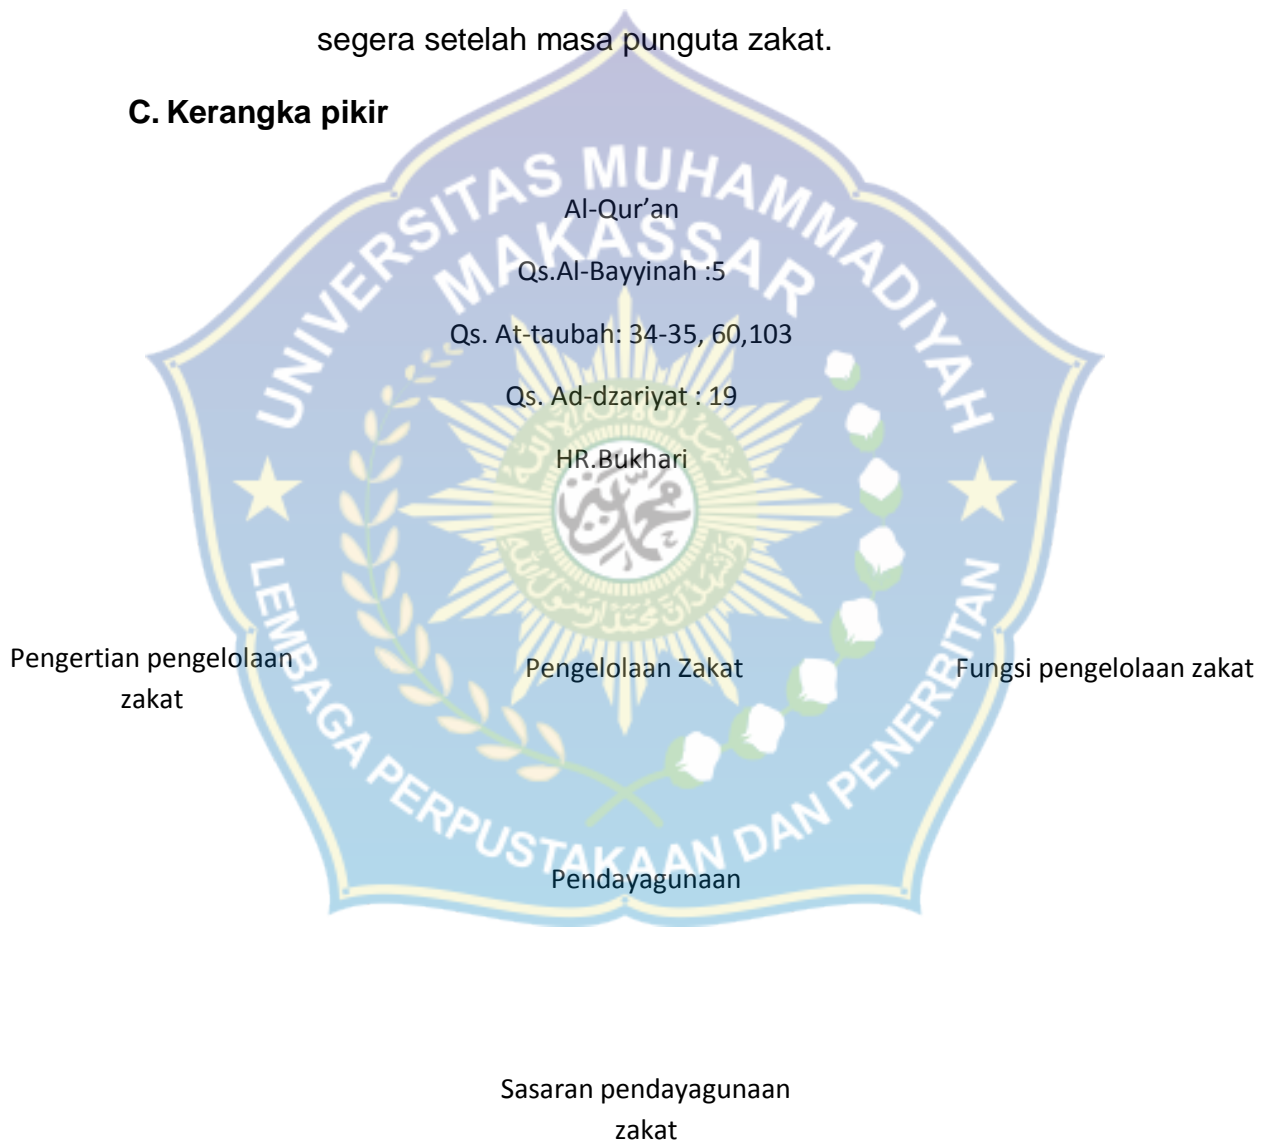 segera setelah masa punguta zakat.
C. Kerangka pikir
UNIVERSITAS MUHAMMADIYAH
MAKASSAR
Al-Qur’an
Qs.Al-Bayyinah :5
Qs. At-taubah: 34-35, 60,103
Qs. Ad-dzariyat : 19
HR.Bukhari
محمد
Pengertian pengelolaan
zakat
Pengelolaan Zakat
Fungsi pengelolaan zakat
LEMBAGA PERPUSTAKAAN DAN PENERBITAN
Pendayagunaan
Sasaran pendayagunaan
zakat